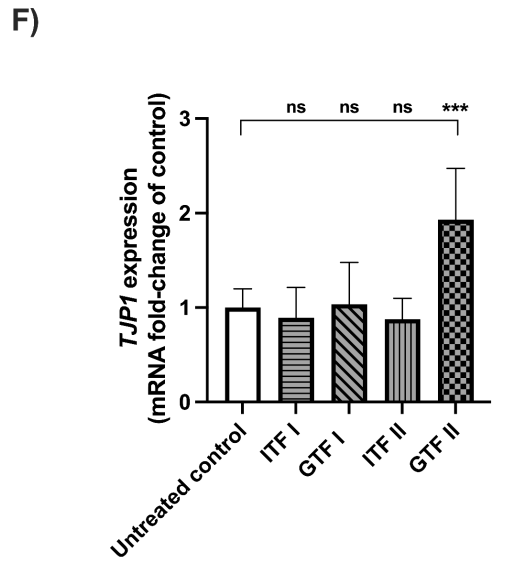 F)
ns ns ns ***
TJP1 expression
(mRNA fold-change of control)
3
2
1
0
Untreated control
ITF I
GTF I
ITF II
GTF II